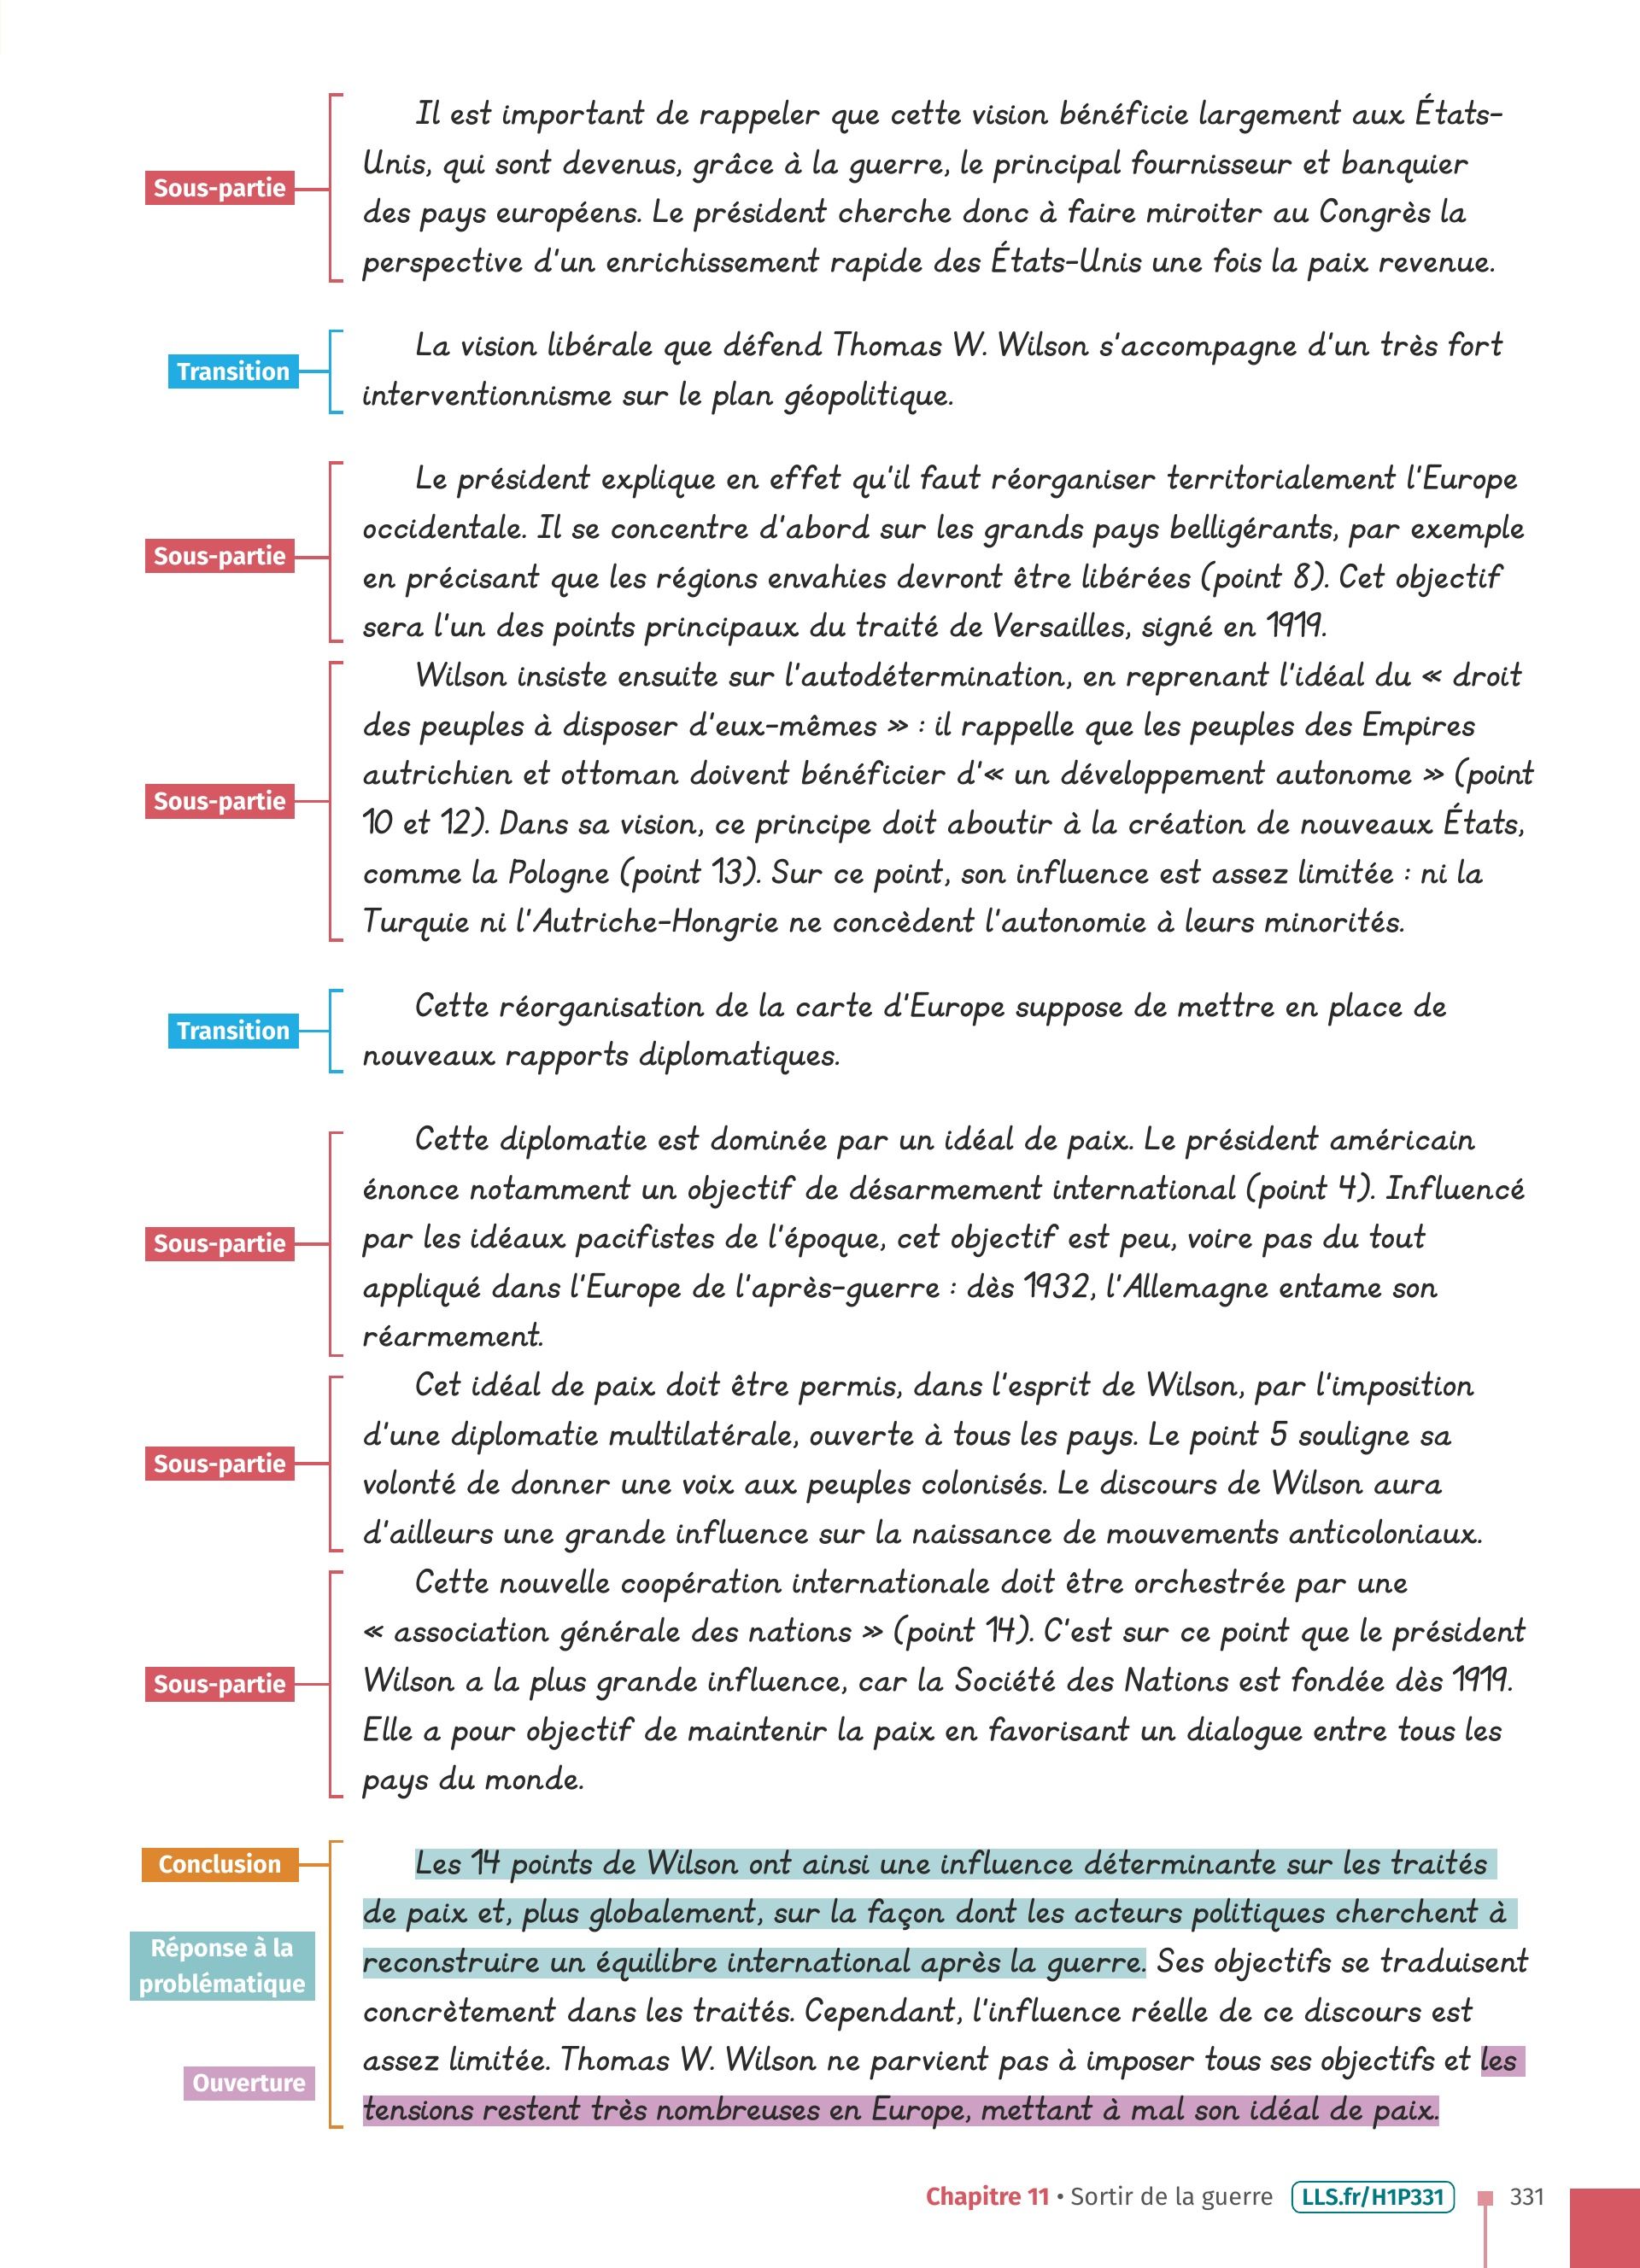 Il est important de rappeler que cette vision bénéficie largement aux États-
Unis, qui sont devenus, grâce à la guerre, le principal fournisseur et banquier
Sous-partie
des pays européens. Le président cherche donc à faire miroiter au Congrès la
perspective d'un enrichissement rapide des États-Unis une fois la paix revenue.
La vision libérale que défend Thomas W. Wilson s'accompagne d'un très fort
Transition
interventionnisme sur le plan géopolitique.
Le président explique en effet qu'il faut réorganiser territorialement l'Europe
occidentale. Il se concentre d'abord sur les grands pays belligérants, par exemple
Sous-partie
en précisant que les régions envahies devront être libérées (point 8). Cet objectif
sera l'un des points principaux du traité de Versailles, signé en 1919.
Wilson insiste ensuite sur l'autodétermination, en reprenant l'idéal du « droit
des peuples à disposer d'eux-mêmes » : il rappelle que les peuples des Empires
autrichien et ottoman doivent bénéficier d'« un développement autonome » (point
Sous-partie
10 et 12). Dans sa vision, ce principe doit aboutir à la création de nouveaux États,
comme la Pologne (point 13). Sur ce point, son influence est assez limitée : ni la
Turquie ni l'Autriche-Hongrie ne concèdent l'autonomie à leurs minorités.
Cette réorganisation de la carte d'Europe suppose de mettre en place de
Transition
nouveaux rapports diplomatiques.
Cette diplomatie est dominée par un idéal de paix. Le président américain
énonce notamment un objectif de désarmement international (point 4). Influencé
Sous-partie
par les idéaux pacifistes de l'époque, cet objectif est peu, voire pas du tout
appliqué dans l'Europe de l'après-guerre : dès 1932, l'Allemagne entame son
réarmement.
Cet idéal de paix doit être permis, dans l'esprit de Wilson, par l'imposition
d'une diplomatie multilatérale, ouverte à tous les pays. Le point 5 souligne sa
Sous-partie
volonté de donner une voix aux peuples colonisés. Le discours de Wilson aura
d'ailleurs une grande influence sur la naissance de mouvements anticoloniaux.
Cette nouvelle coopération internationale doit être orchestrée par une
« association générale des nations » (point 14). C'est sur ce point que le président
Sous-partie
Wilson a la plus grande influence, car la Société des Nations est fondée dès 1919.
Elle a pour objectif de maintenir la paix en favorisant un dialogue entre tous les
pays du monde.
Conclusion
Les 14 points de Wilson ont ainsi une influence déterminante sur les traités
de paix et, plus globalement, sur la façon dont les acteurs politiques cherchent à
Réponse à la
problématique
reconstruire un équilibre international après la guerre. Ses objectifs se traduisent
concrètement dans les traités. Cependant, l'influence réelle de ce discours est
assez limitée. Thomas W. Wilson ne parvient pas à imposer tous ses objectifs et les
Ouverture
tensions restent très nombreuses en Europe, mettant à mal son idéal de paix.
Chapitre 11 • Sortir de la guerre LLS.fr/H1P331 331